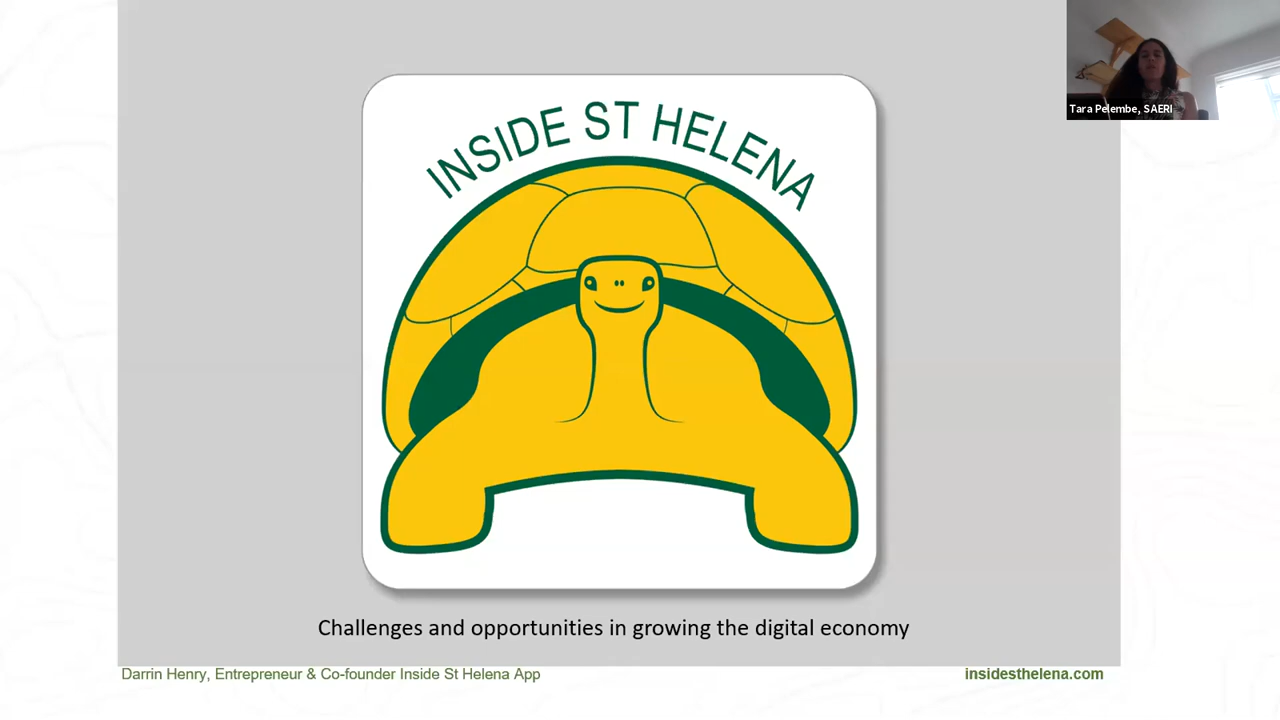 Tara Pelembe, SAERI
INSIDE ST HELENA
Challenges and opportunities in growing the digital economy
Darrin Henry, Entrepreneur & Co-founder Inside St Helena App
insidesthelena.com